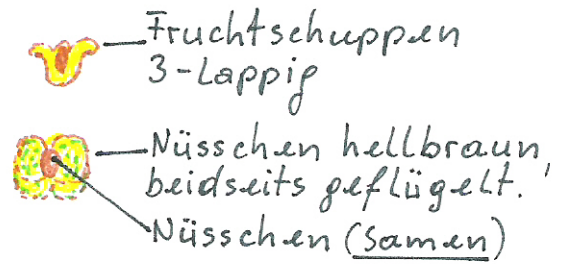 Fruchtschuppen
3-Lappig
Nüsschen hellbraun,
beidseits geflügelt.
Nüsschen (Samen)